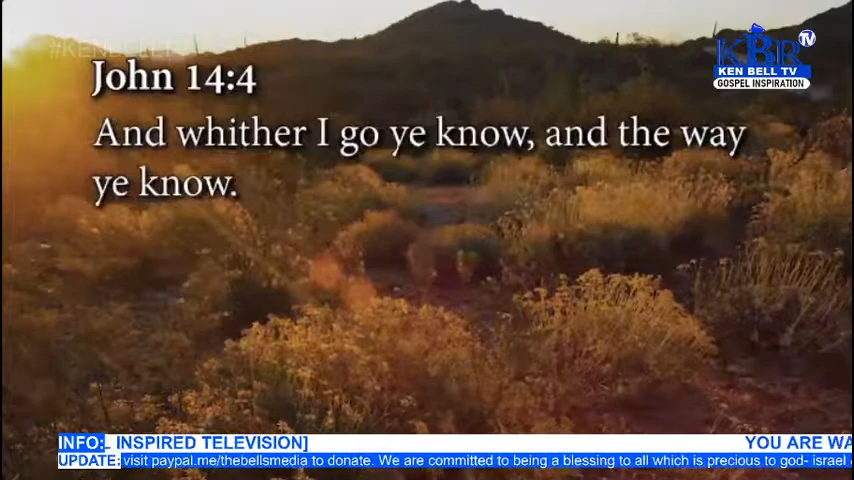 #KENBELLTV
John 14:4
And whither I go ye know, and the way
ye know.
KBR TV
KEN BELL TV
GOSPEL INSPIRATION
INFO: L INSPIRED TELEVISION] YOU ARE WA
UPDATE: visit paypal.me/thebellsmedia to donate. We are committed to being a blessing to all which is precious to god- israel &